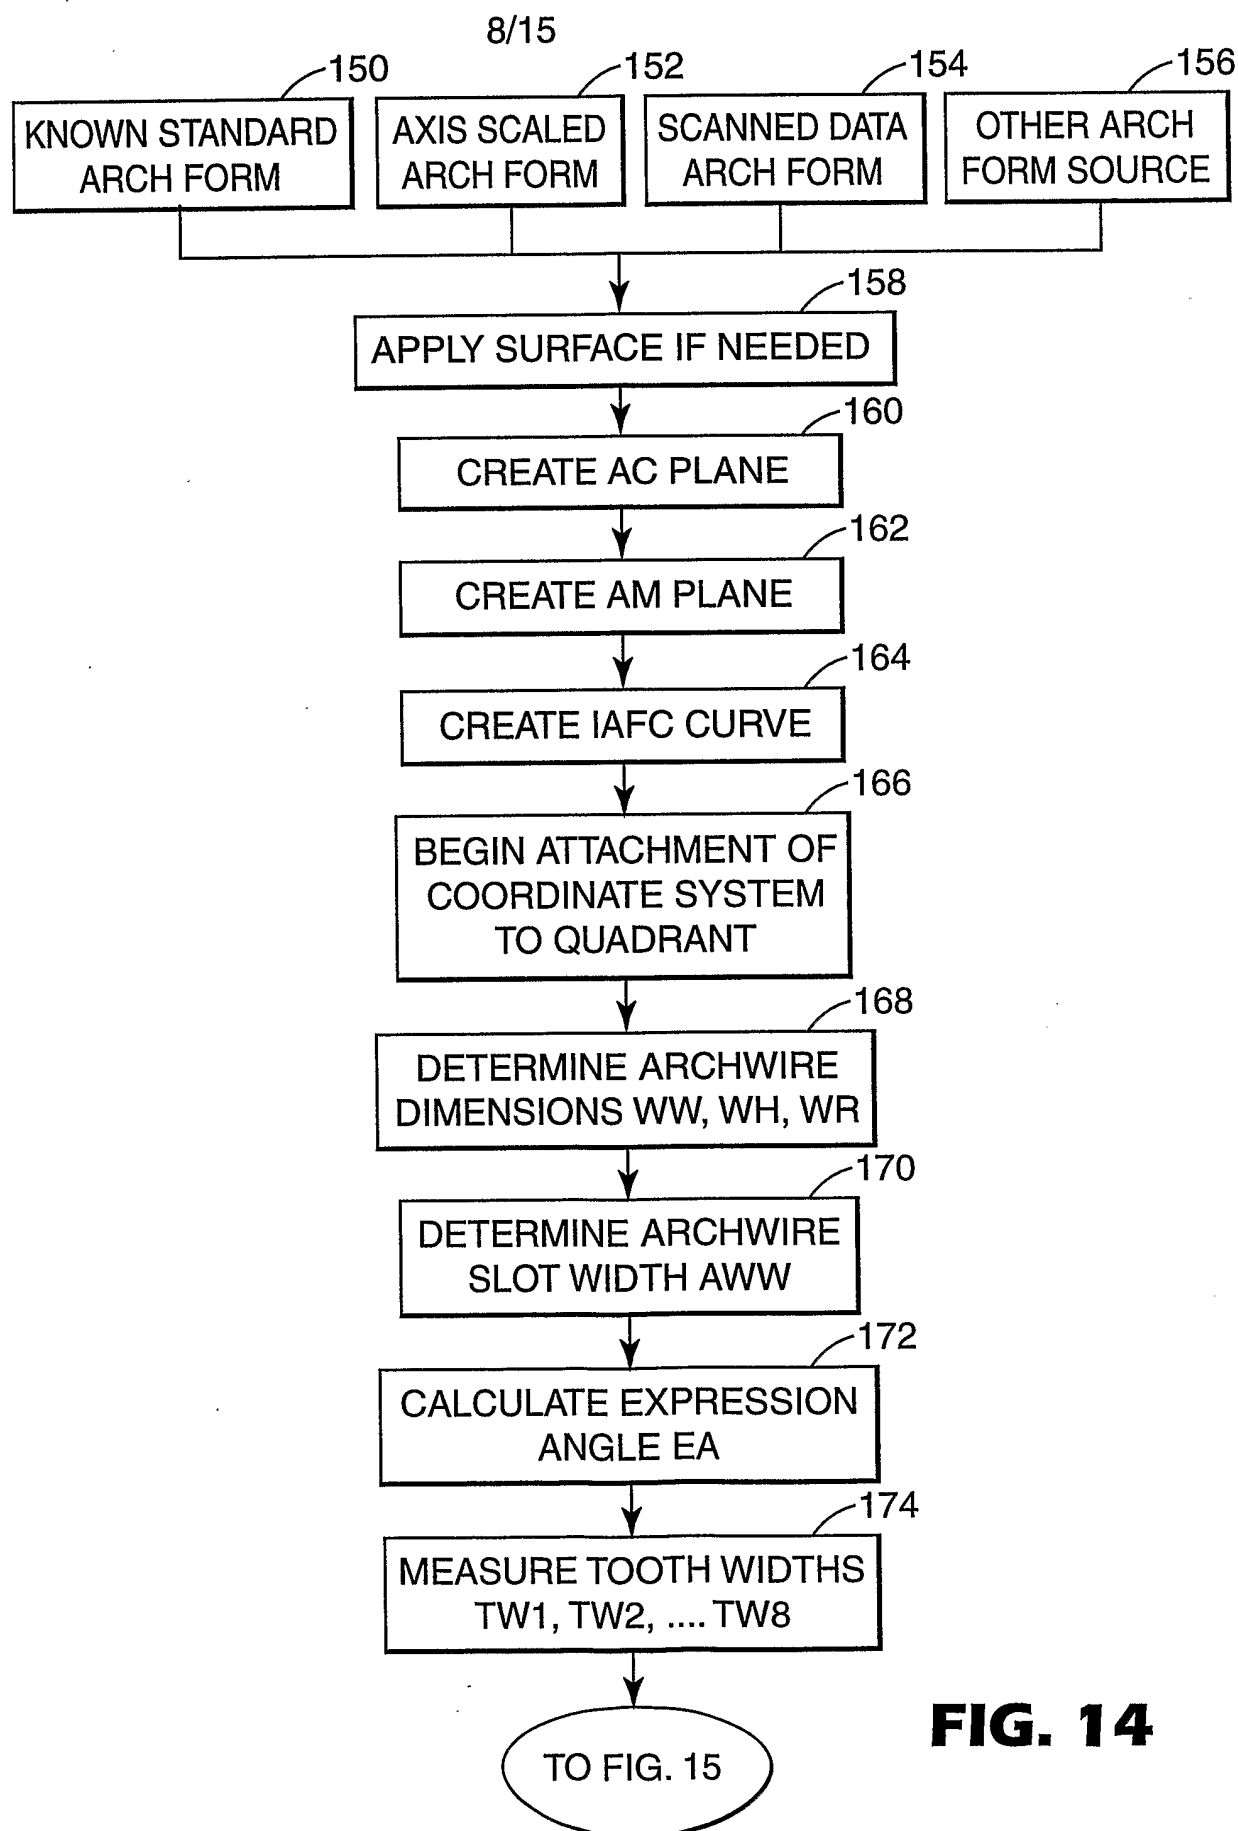 8/15
150
152
154
156
KNOWN STANDARD
ARCH FORM
AXIS SCALED
ARCH FORM
SCANNED DATA
ARCH FORM
OTHER ARCH
FORM SOURCE
158
APPLY SURFACE IF NEEDED
160
CREATE AC PLANE
162
CREATE AM PLANE
164
CREATE IAFC CURVE
166
BEGIN ATTACHMENT OF
COORDINATE SYSTEM
TO QUADRANT
168
DETERMINE ARCHWIRE
DIMENSIONS WW, WH, WR
170
DETERMINE ARCHWIRE
SLOT WIDTH AWW
172
CALCULATE EXPRESSION
ANGLE EA
174
MEASURE TOOTH WIDTHS
TW1, TW2, .... TW8
TO FIG. 15
FIG. 14